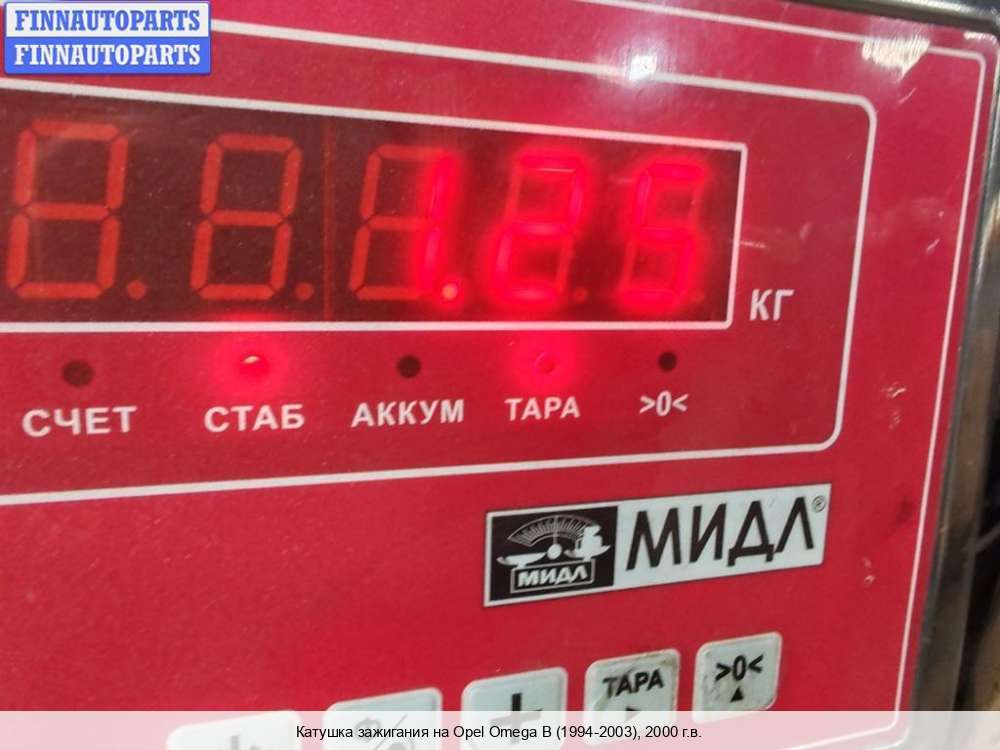 FINNAUTOPARTS
FINNAUTOPARTS
1.25
КГ
СЧЕТ СТАБ АККУМ ТАРА >0<
МИДЛ МИДЛ®
+ ТАРА >0<
Катушка зажигания на Opel Omega B (1994-2003), 2000 г.в.